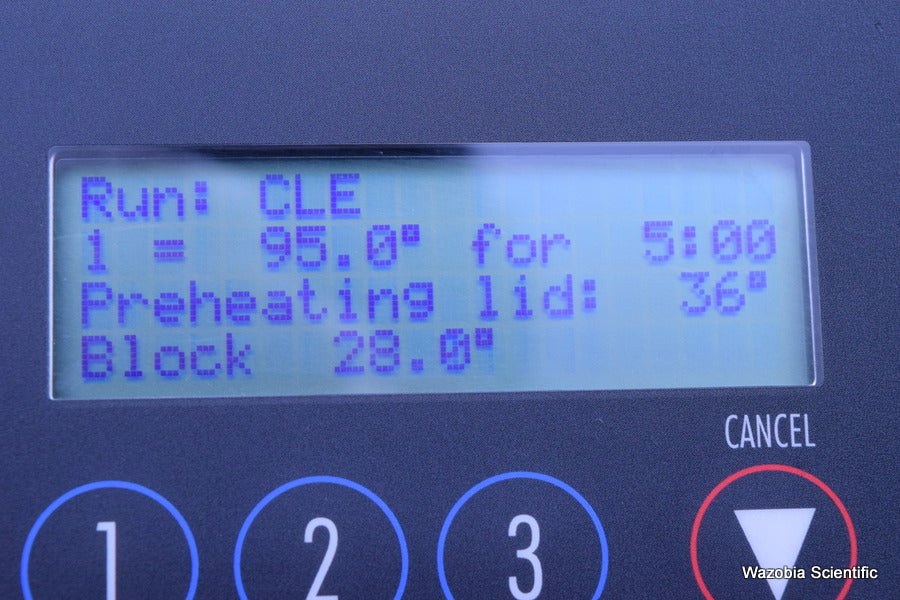 Run: CLE
1 = 95.0° for 5:00
Preheating lid: 36°
Block 28.0°
CANCEL
1 2 3
Wazobia Scientific